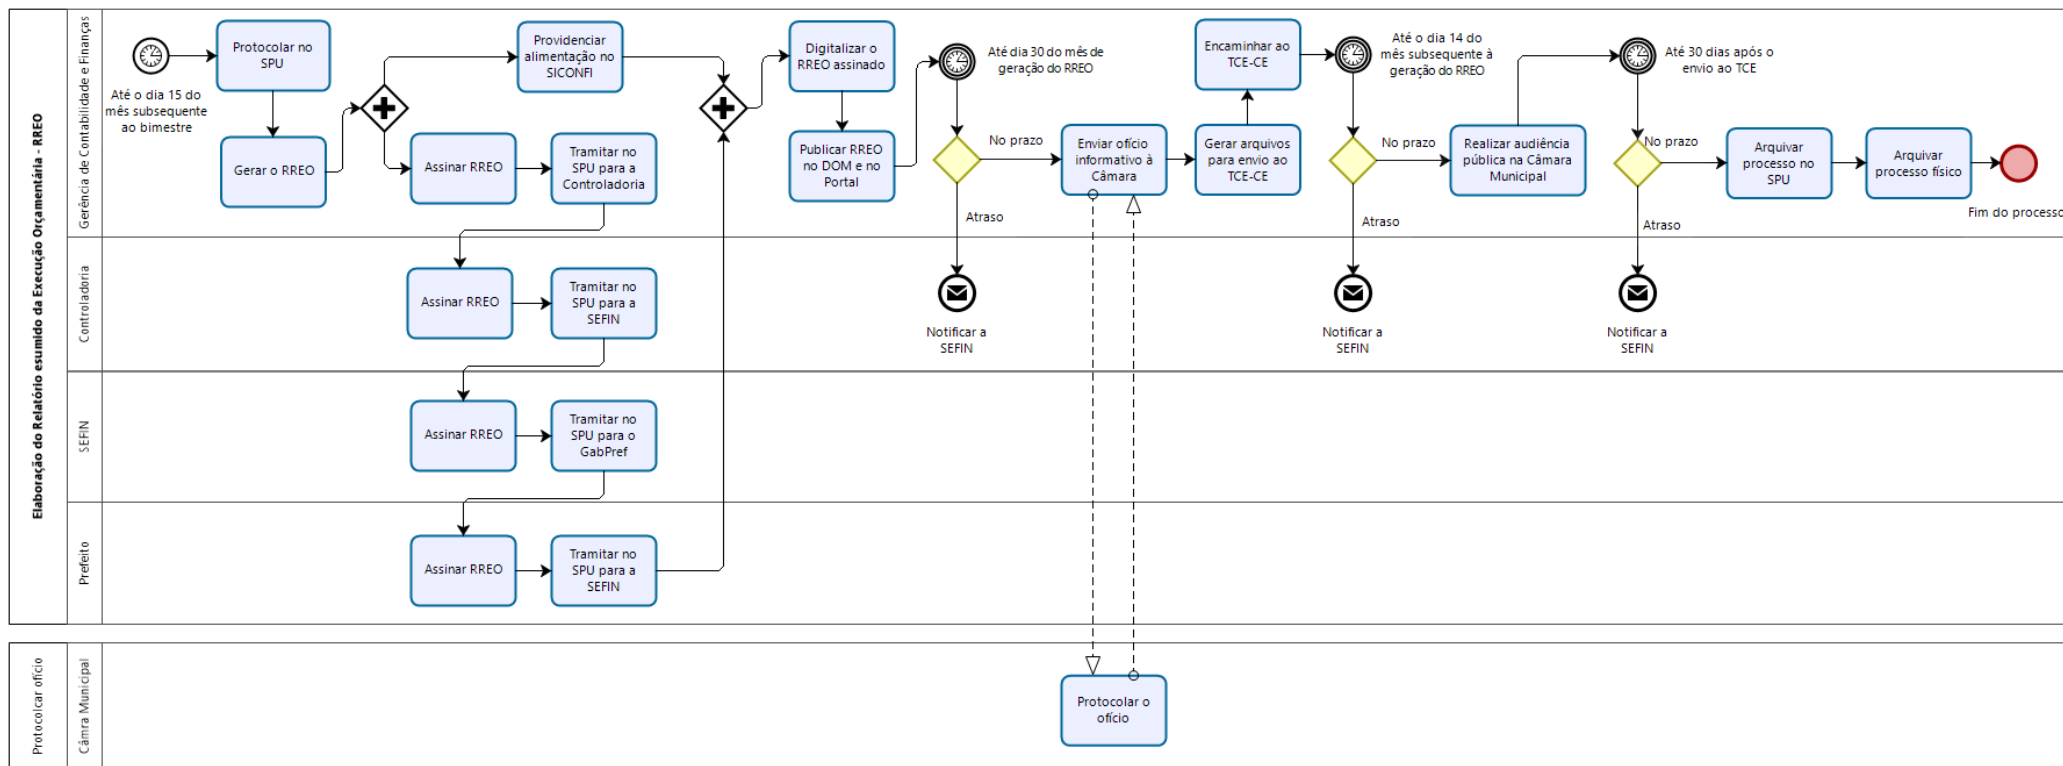 Elaboração do Relatório esumido da Execução Orçamentária - RREO
Gerência de Contabilidade e Finanças
Até o dia 15 do
mês subsequente
ao bimestre
Protocolar no
SPU
Gerar o RREO
Providenciar
alimentação no
SICONFI
Assinar RREO
Tramitar no
SPU para a
Controladoria
Digitalizar o
RREO assinado
Publicar RREO
no DOM e no
Portal
Até dia 30 do mês de
geração do RREO
No prazo
Atraso
Enviar ofício
informativo à
Câmara
Gerar arquivos
para envio ao
TCE-CE
Encaminhar ao
TCE-CE
Até o dia 14 do
mês subsequente à
geração do RREO
No prazo
Atraso
Realizar audiência
pública na Câmara
Municipal
Até 30 dias após o
envio ao TCE
No prazo
Atraso
Arquivar
processo no
SPU
Arquivar
processo físico
Fim do processo
Controladoria
Assinar RREO
Tramitar no
SPU para a
SEFIN
Notificar a
SEFIN
Notificar a
SEFIN
Notificar a
SEFIN
SEFIN
Assinar RREO
Tramitar no
SPU para o
GabPref
Prefeito
Assinar RREO
Tramitar no
SPU para a
SEFIN
Protocolcar ofício
Câmra Municipal
Protocolar o
ofício